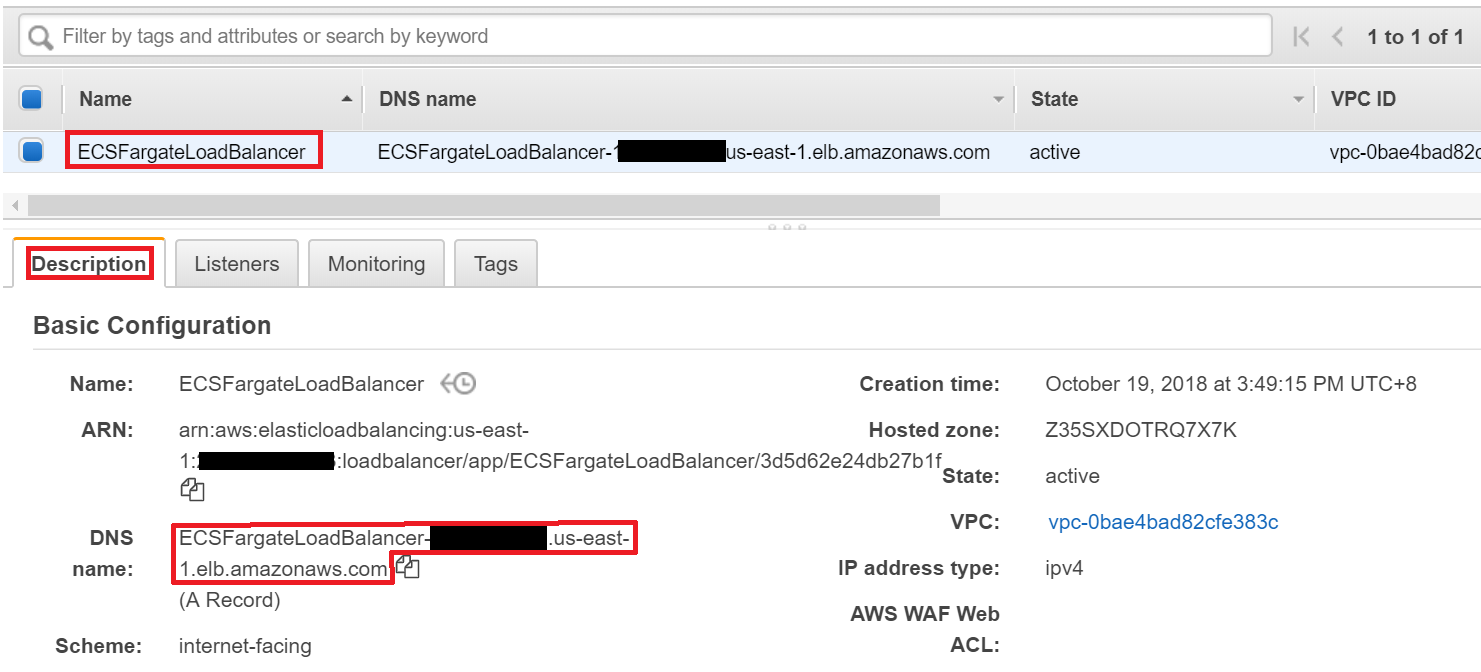 Filter by tags and attributes or search by keyword 1 to 1 of 1
Name DNS name State VPC ID
ECSFargateLoadBalancer ECSFargateLoadBalancer-1 us-east-1.elb.amazonaws.com active vpc-0bae4bad82c
Description Listeners Monitoring Tags
Basic Configuration
Name: ECSFargateLoadBalancer
ARN: arn:aws:elasticloadbalancing:us-east-
1: :loadbalancer/app/ECSFargateLoadBalancer/3d5d62e24db27b1f
DNS ECSFargateLoadBalancer- .us-east-
name: 1.elb.amazonaws.com
(A Record)
Scheme: internet-facing
Creation time: October 19, 2018 at 3:49:15 PM UTC+8
Hosted zone: Z35SXDOTRQ7X7K
State: active
VPC: vpc-0bae4bad82cfe383c
IP address type: ipv4
AWS WAF Web
ACL: